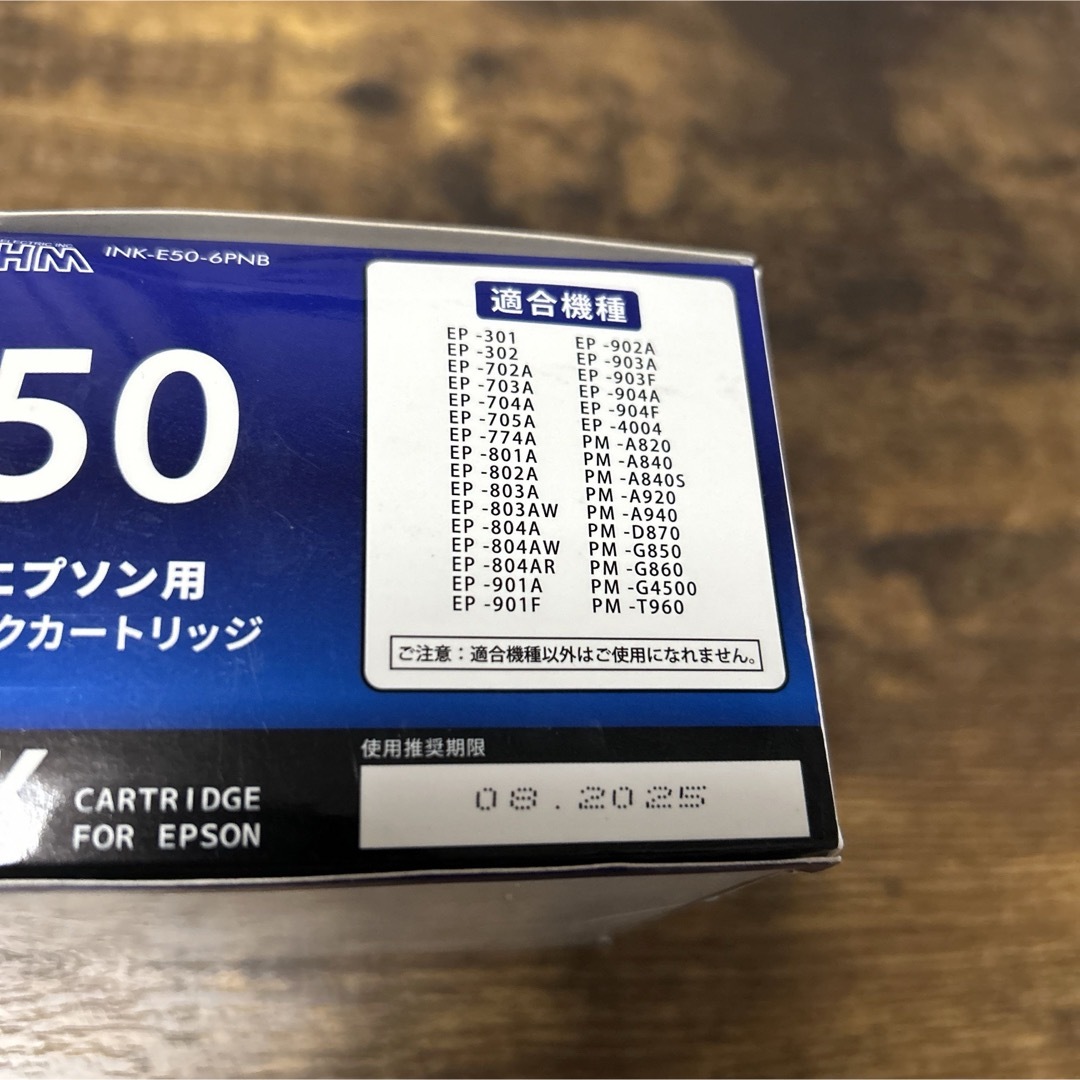 ELECTRIC INC.
HM INK-E50-6PNB
50
エプソン用
クカートリッジ
CARTRIDGE
FOR EPSON
適合機種
EP -301
EP -302
EP -702A
EP -703A
EP -704A
EP -705A
EP -774A
EP -801A
EP -802A
EP -803A
EP -803AW
EP -804A
EP -804AW
EP -804AR
EP -901A
EP -901F
EP -902A
EP -903A
EP -903F
EP -904A
EP -904F
EP -4004
PM -A820
PM -A840
PM -A840S
PM -A920
PM -A940
PM -D870
PM -G850
PM -G860
PM -G4500
PM -T960
ご注意：適合機種以外はご使用になれません。
使用推奨期限
08.2025